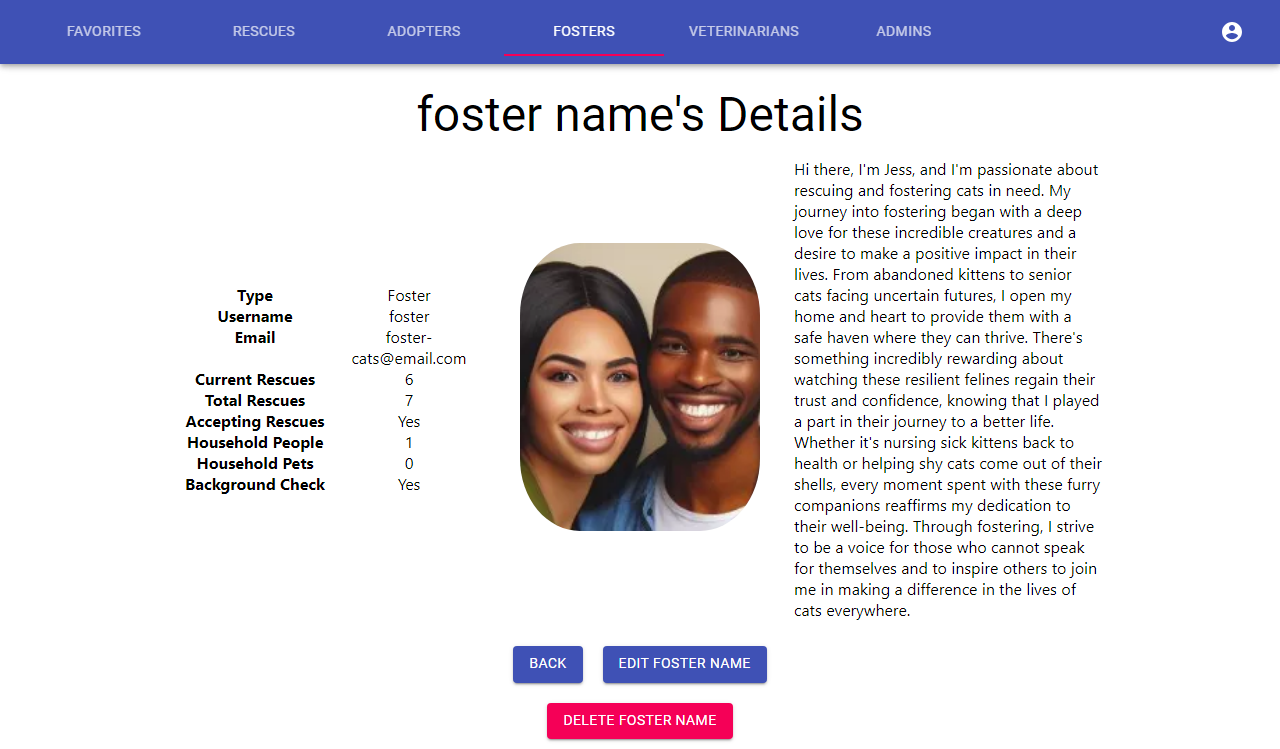 FAVORITES RESCUES ADOPTERS FOSTERS VETERINARIANS ADMINS
foster name's Details
Type Foster
Username foster
Email foster-
cats@email.com
Current Rescues 6
Total Rescues 7
Accepting Rescues Yes
Household People 1
Household Pets 0
Background Check Yes
Hi there, I'm Jess, and I'm passionate about
rescuing and fostering cats in need. My
journey into fostering began with a deep
love for these incredible creatures and a
desire to make a positive impact in their
lives. From abandoned kittens to senior
cats facing uncertain futures, I open my
home and heart to provide them with a
safe haven where they can thrive. There's
something incredibly rewarding about
watching these resilient felines regain their
trust and confidence, knowing that I played
a part in their journey to a better life.
Whether it's nursing sick kittens back to
health or helping shy cats come out of their
shells, every moment spent with these furry
companions reaffirms my dedication to
their well-being. Through fostering, I strive
to be a voice for those who cannot speak
for themselves and to inspire others to join
me in making a difference in the lives of
cats everywhere.
BACK EDIT FOSTER NAME
DELETE FOSTER NAME